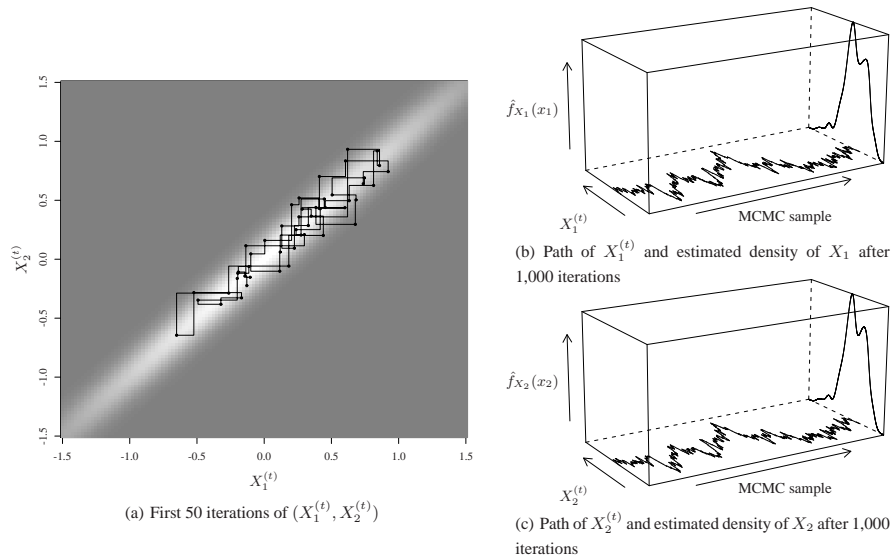 1.5
1.0
0.5
0.0
-0.5
-1.0
-1.5
X_2^{(t)}
-1.5 -1.0 -0.5 0.0 0.5 1.0 1.5
X_1^{(t)}
(a) First 50 iterations of (X_1^{(t)}, X_2^{(t)})
\hat{f}_{X_1}(x_1)
X_1^{(t)}
MCMC sample
(b) Path of X_1^{(t)} and estimated density of X_1 after
1,000 iterations
\hat{f}_{X_2}(x_2)
X_2^{(t)}
MCMC sample
(c) Path of X_2^{(t)} and estimated density of X_2 after 1,000
iterations